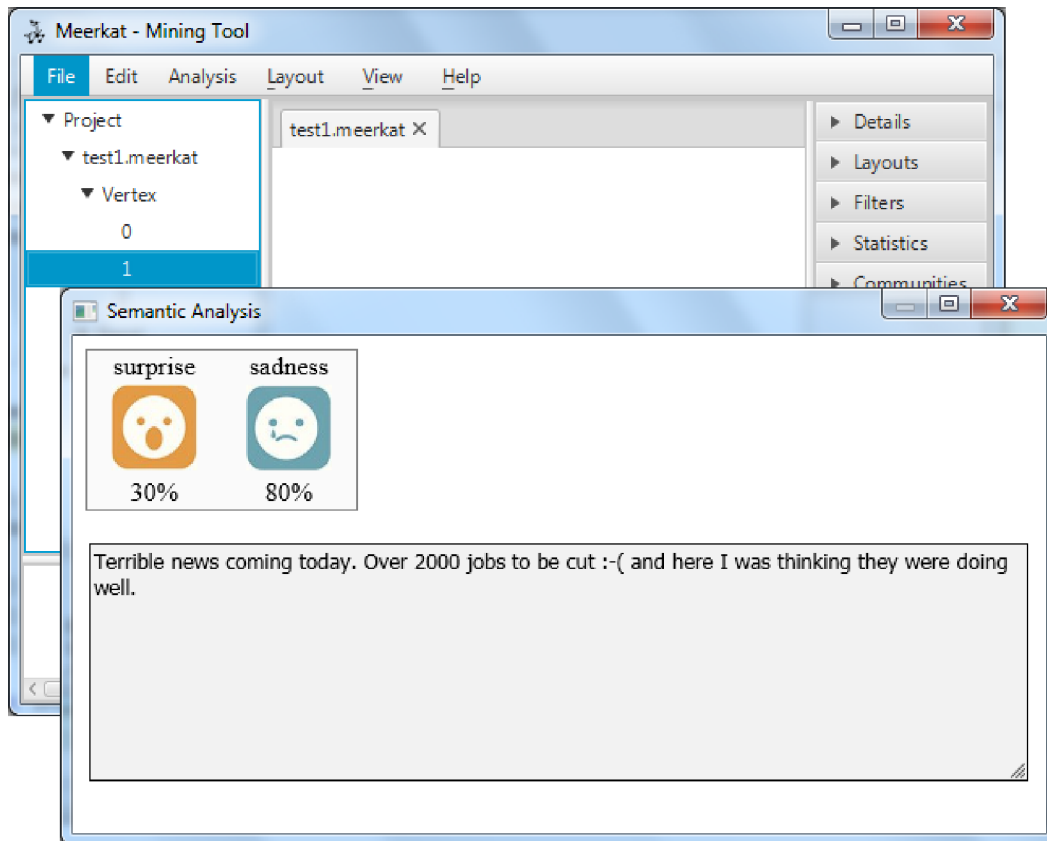 Meerkat - Mining Tool
File Edit Analysis Layout View Help
Project
test1.meerkat
Vertex
0
1
test1.meerkat
Details
Layouts
Filters
Statistics
Communities
Semantic Analysis
surprise sadness
30% 80%
Terrible news coming today. Over 2000 jobs to be cut :-( and here I was thinking they were doing
well.